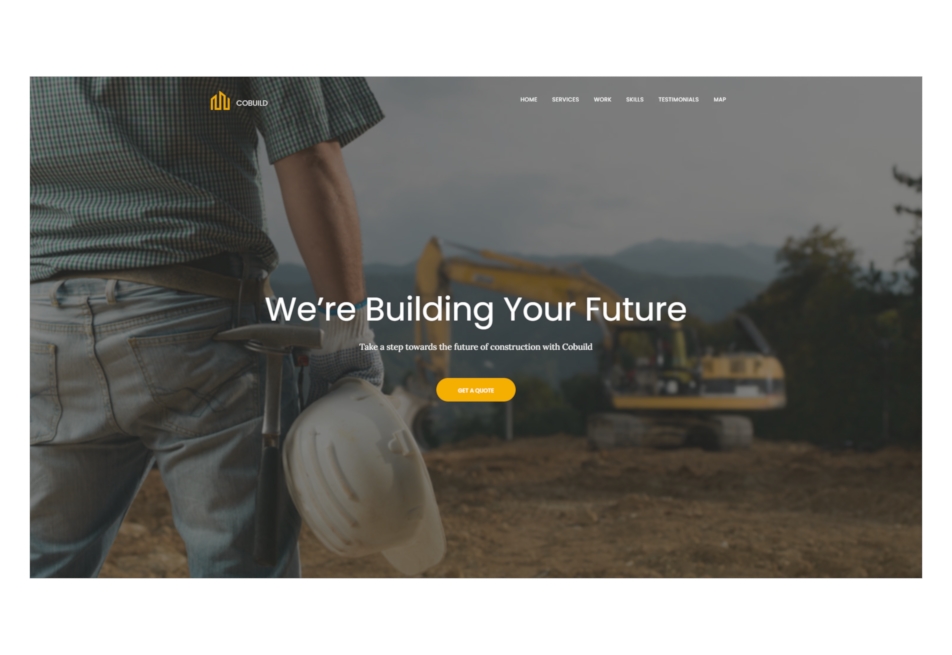 COBUILD
HOME SERVICES WORK SKILLS TESTIMONIALS MAP
We’re Building Your Future
Take a step towards the future of construction with Cobuild
GET A QUOTE